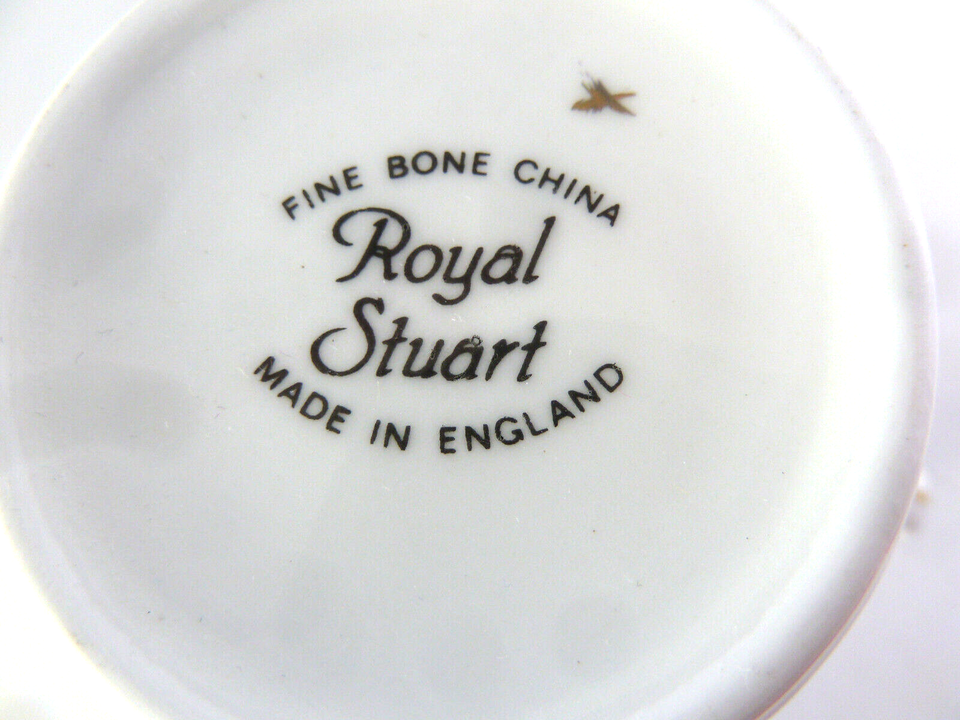 FINE BONE CHINA
Royal
Stuart
MADE IN ENGLAND